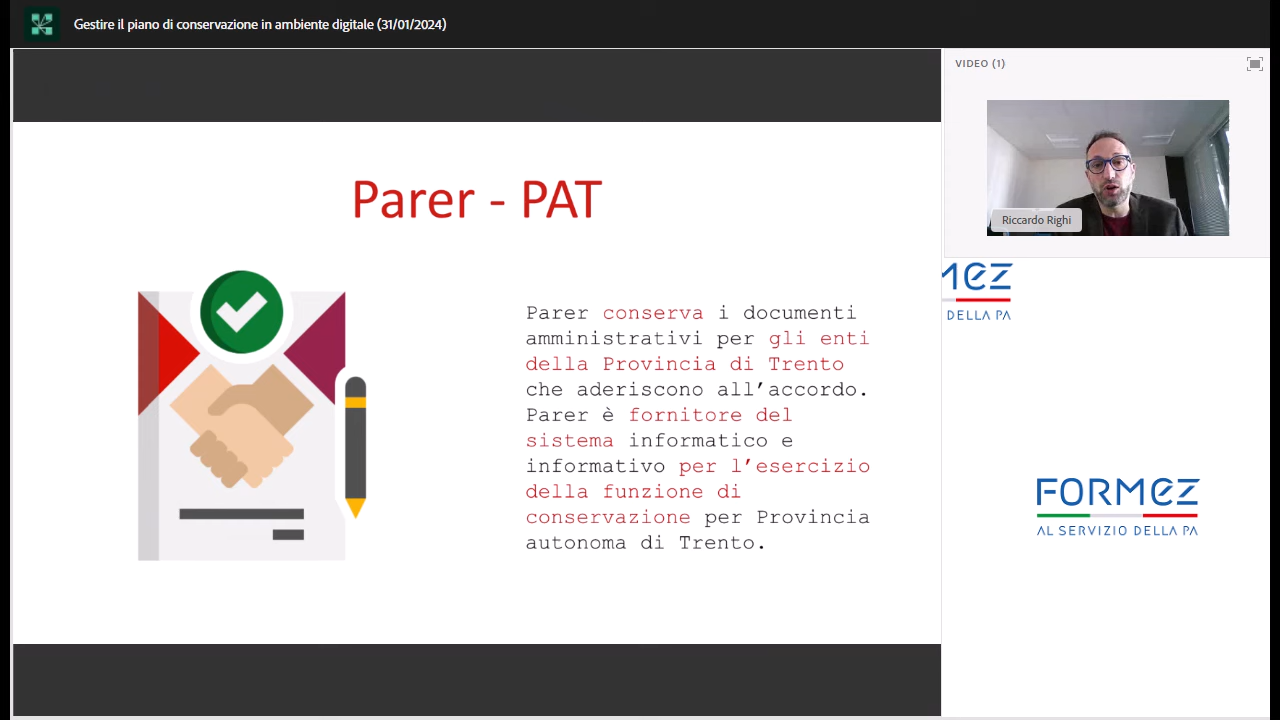 Gestire il piano di conservazione in ambiente digitale (31/01/2024)
VIDEO (1)
Riccardo Righi
Parer - PAT
Parer conserva i documenti
amministrativi per gli enti
della Provincia di Trento
che aderiscono all’accordo.
Parer è fornitore del
sistema informatico e
informativo per l’esercizio
della funzione di
conservazione per Provincia
autonoma di Trento.
MEZ
DELLA PA
FORMEZ
AL SERVIZIO DELLA PA